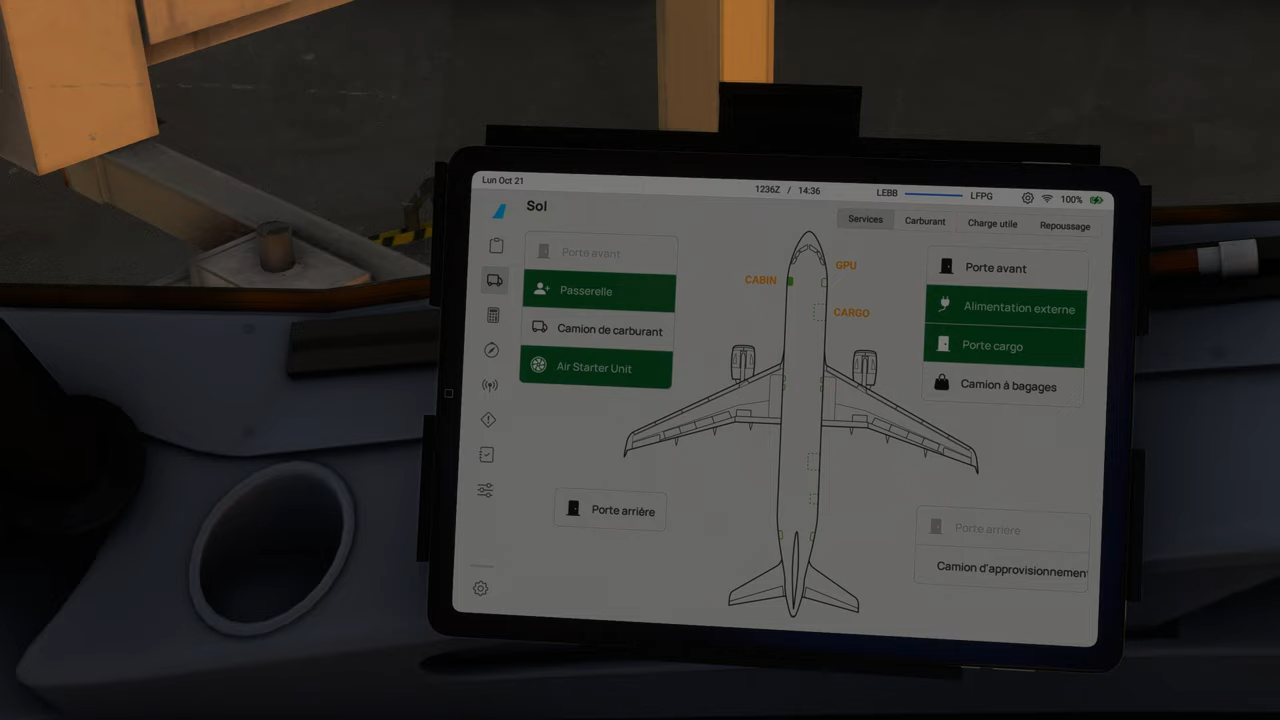 Lun Oct 21
1236Z / 14:36
LEBB
LFPG
100%
Sol
Services
Carburant
Charge utile
Repoussage
Porte avant
Passerelle
Camion de carburant
Air Starter Unit
CABIN
GPU
CARGO
Porte avant
Alimentation externe
Porte cargo
Camion à bagages
Porte arrière
Porte arrière
Camion d'approvisionnement